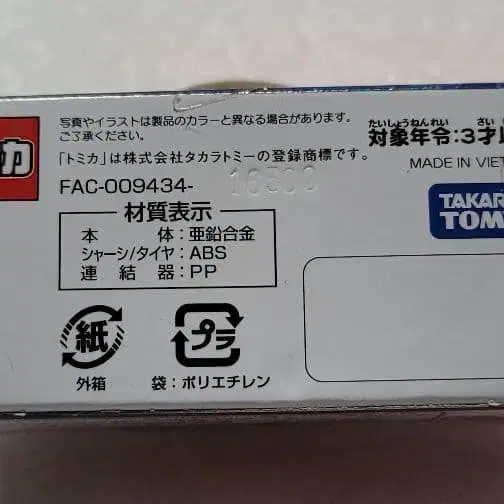 写真やイラストは製品のカラーと異なる場合があります。
ご了承ください。
「トミカ」は株式会社タカラトミーの登録商標です。
FAC-009434-
16500
材質表示
本 体：亜鉛合金
シャーシ/タイヤ：ABS
連 結 器：PP
紙
外箱
プラ
袋：ポリエチレン
カ
たいしょうねんれい さい
対象年令：3才以
MADE IN VIET
TAKAR
TOM